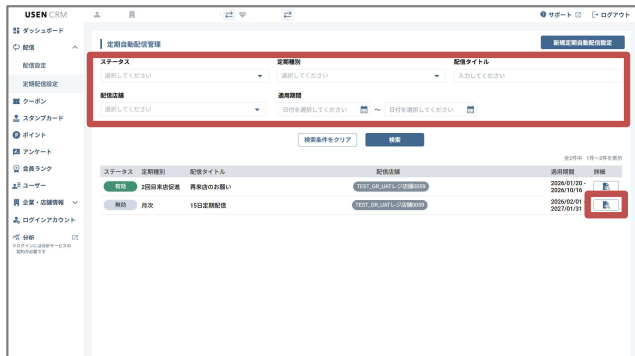 USEN CRM
サポート
ログアウト
ダッシュボード
配信
配信設定
定期配信設定
クーポン
スタンプカード
ポイント
アンケート
会員ランク
ユーザー
企業・店舗情報
ログインアカウント
分析
※ログインには分析サービスの
契約が必要です
定期自動配信管理
新規定期自動配信設定
ステータス 定期種別 配信タイトル
選択してください 選択してください 入力してください
配信店舗 適用期間
選択してください 日付を選択してください ～ 日付を選択してください
検索条件をクリア 検索
全2件中 1件〜2件を表示
ステータス 定期種別 配信タイトル 配信店舗 適用期間 詳細
有効 2回目来店促進 再来店のお願い TEST_GR_UATレジ店舗0059 2026/01/20 -
2026/10/16
無効 月次 15日定期配信 TEST_GR_UATレジ店舗0059 2026/02/01 -
2027/01/31